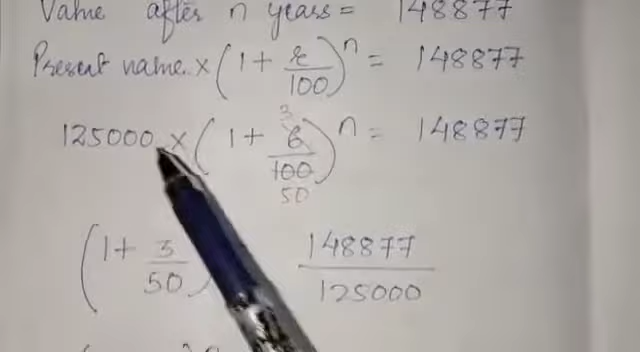 Value after n years = 148877
Present name × (1 + r/100)^n = 148877
125000 × (1 + 6/100)^n = 148877
3
50
(1 + 3/50) 148877/125000